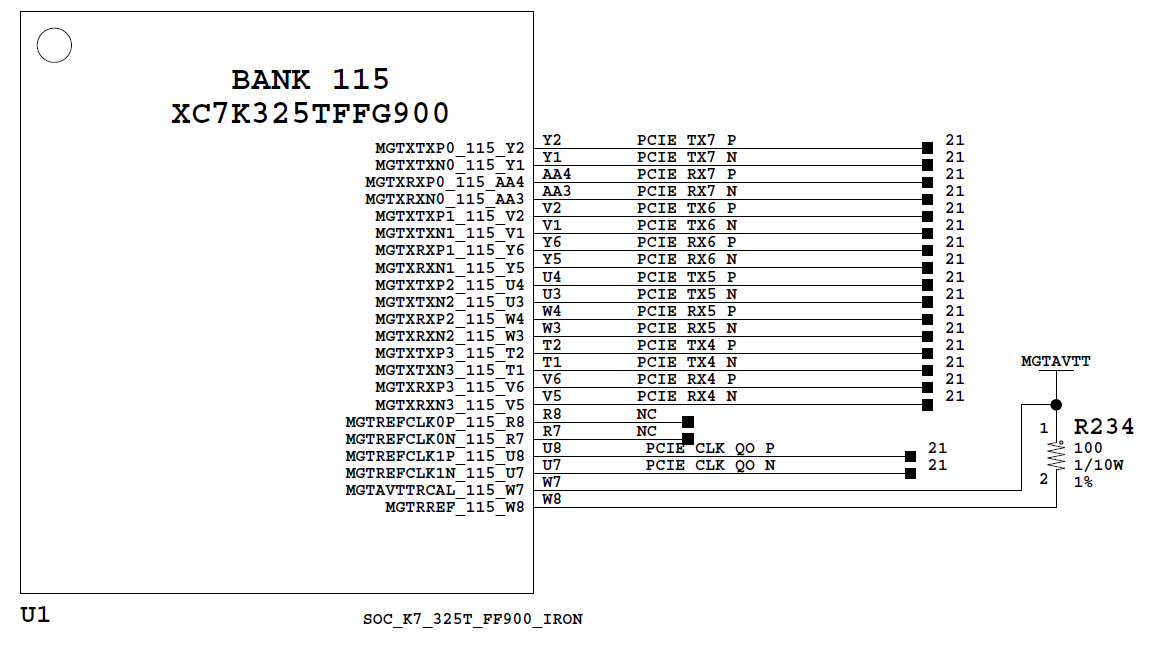 BANK 115
XC7K325TFFG900
MGTXTXP0_115_Y2 Y2 PCIE TX7 P 21
MGTXTXN0_115_Y1 Y1 PCIE TX7 N 21
MGTXRXP0_115_AA4 AA4 PCIE RX7 P 21
MGTXRXN0_115_AA3 AA3 PCIE RX7 N 21
MGTXTXP1_115_V2 V2 PCIE TX6 P 21
MGTXTXN1_115_V1 V1 PCIE TX6 N 21
MGTXRXP1_115_Y6 Y6 PCIE RX6 P 21
MGTXRXN1_115_Y5 Y5 PCIE RX6 N 21
MGTXTXP2_115_U4 U4 PCIE TX5 P 21
MGTXTXN2_115_U3 U3 PCIE TX5 N 21
MGTXRXP2_115_W4 W4 PCIE RX5 P 21
MGTXRXN2_115_W3 W3 PCIE RX5 N 21
MGTXTXP3_115_T2 T2 PCIE TX4 P 21
MGTXTXN3_115_T1 T1 PCIE TX4 N 21
MGTXRXP3_115_V6 V6 PCIE RX4 P 21
MGTXRXN3_115_V5 V5 PCIE RX4 N 21
MGTREFCLK0P_115_R8 R8 NC
MGTREFCLK0N_115_R7 R7 NC
MGTREFCLK1P_115_U8 U8 PCIE CLK QO P 21
MGTREFCLK1N_115_U7 U7 PCIE CLK QO N 21
MGTAVTTRCAL_115_W7 W7
MGTRREF_115_W8 W8
MGTAVTT
1 R234
100
1/10W
2 1%
U1
SOC_K7_325T_FF900_IRON